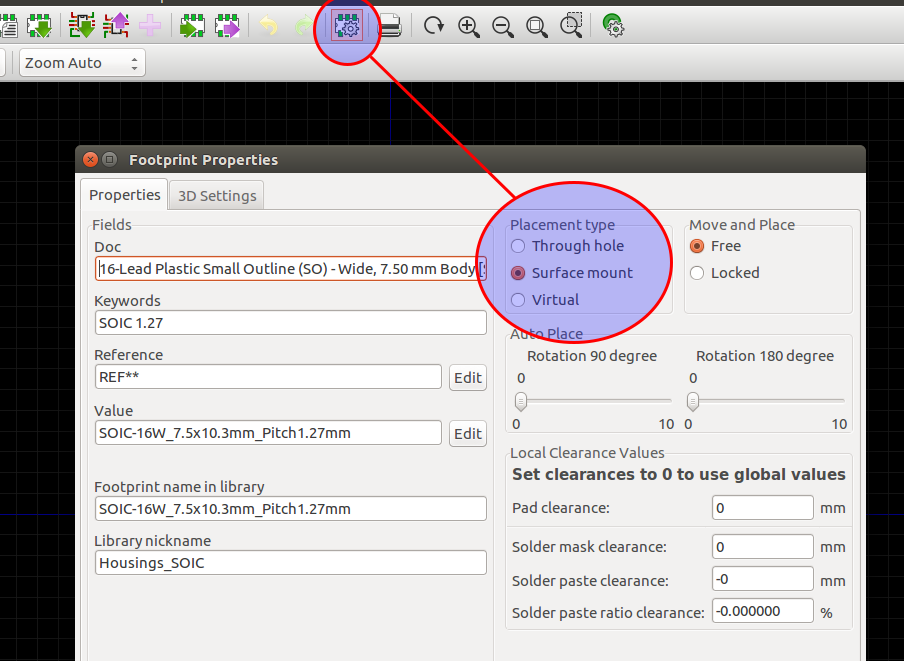 Zoom Auto
Footprint Properties
Properties
3D Settings
Fields
Doc
16-Lead Plastic Small Outline (SO) - Wide, 7.50 mm Body [S
Keywords
SOIC 1.27
Reference
REF**
Edit
Value
SOIC-16W_7.5x10.3mm_Pitch1.27mm
Edit
Footprint name in library
SOIC-16W_7.5x10.3mm_Pitch1.27mm
Library nickname
Housings_SOIC
Placement type
Through hole
Surface mount
Virtual
Move and Place
Free
Locked
Auto Place
Rotation 90 degree
0
0 10
Rotation 180 degree
0
0 10
Local Clearance Values
Set clearances to 0 to use global values
Pad clearance: 0 mm
Solder mask clearance: 0 mm
Solder paste clearance: -0 mm
Solder paste ratio clearance: -0.000000 %